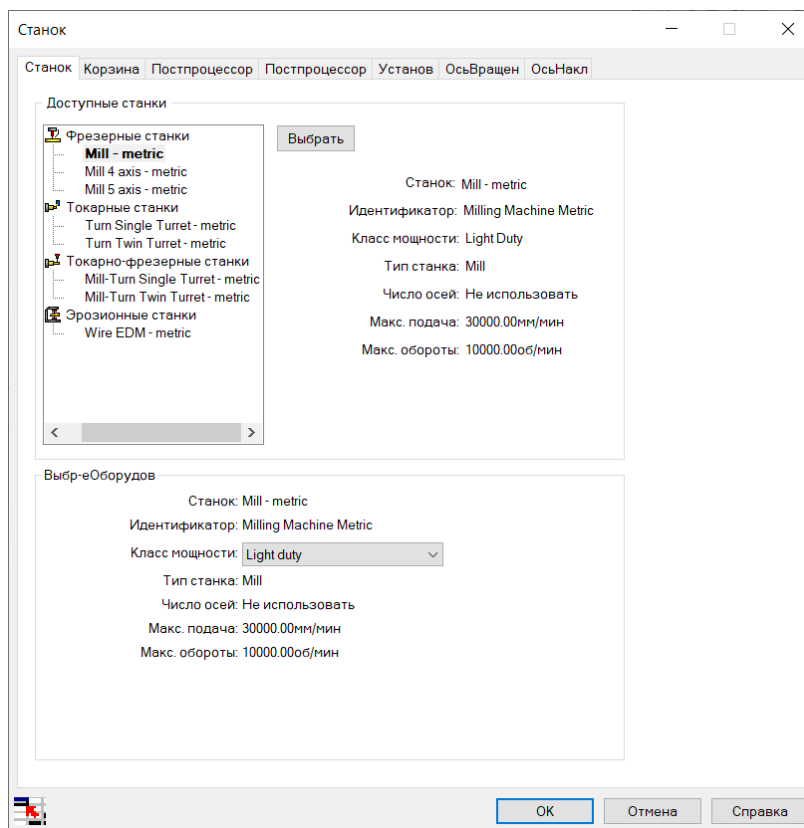 Станок
Станок Корзина Постпроцессор Постпроцессор Установ ОсьВращен ОсьНакл
Доступные станки
Фрезерные станки
Mill - metric
Mill 4 axis - metric
Mill 5 axis - metric
Токарные станки
Turn Single Turret - metric
Turn Twin Turret - metric
Токарно-фрезерные станки
Mill-Turn Single Turret - metric
Mill-Turn Twin Turret - metric
Эрозионные станки
Wire EDM - metric
Выбрать
Станок: Mill - metric
Идентификатор: Milling Machine Metric
Класс мощности: Light Duty
Тип станка: Mill
Число осей: Не использовать
Макс. подача: 30000.00мм/мин
Макс. обороты: 10000.00об/мин
Выбр-еОборудов
Станок: Mill - metric
Идентификатор: Milling Machine Metric
Класс мощности: Light duty
Тип станка: Mill
Число осей: Не использовать
Макс. подача: 30000.00мм/мин
Макс. обороты: 10000.00об/мин
OK Отмена Справка